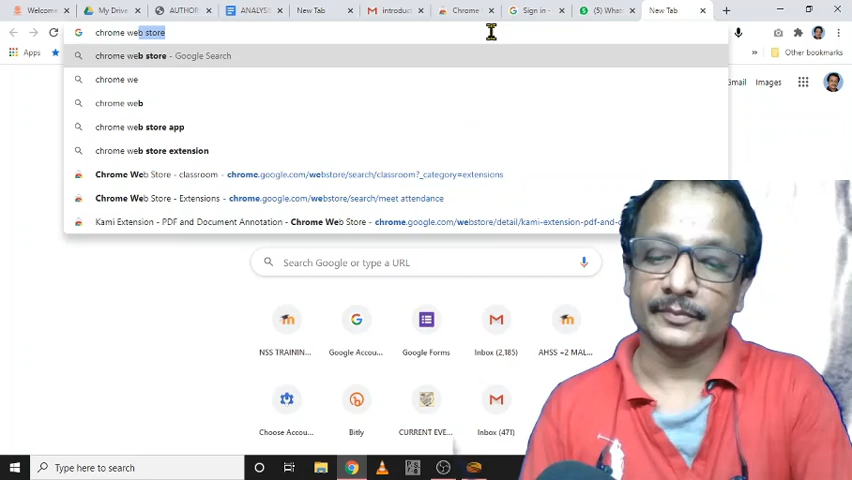 Welcome
My Drive
AUTHOR
ANALYSI
New Tab
introduct
Chrome
Sign in -
(5) What
New Tab
chrome web store
Apps
Other bookmarks
chrome web store - Google Search
chrome we
chrome web
chrome web store app
chrome web store extension
Chrome Web Store - classroom - chrome.google.com/webstore/search/classroom?_category=extensions
Chrome Web Store - Extensions - chrome.google.com/webstore/search/meet attendance
Kami Extension - PDF and Document Annotation - Chrome Web Store - chrome.google.com/webstore/detail/kami-extension-pdf-and-
Gmail Images
Search Google or type a URL
NSS TRAININ...
Google Accou...
Google Forms
Inbox (2,185)
AHSS +2 MAL...
Choose Accou...
Bitly
CURRENT EVE...
Inbox (471)
Type here to search